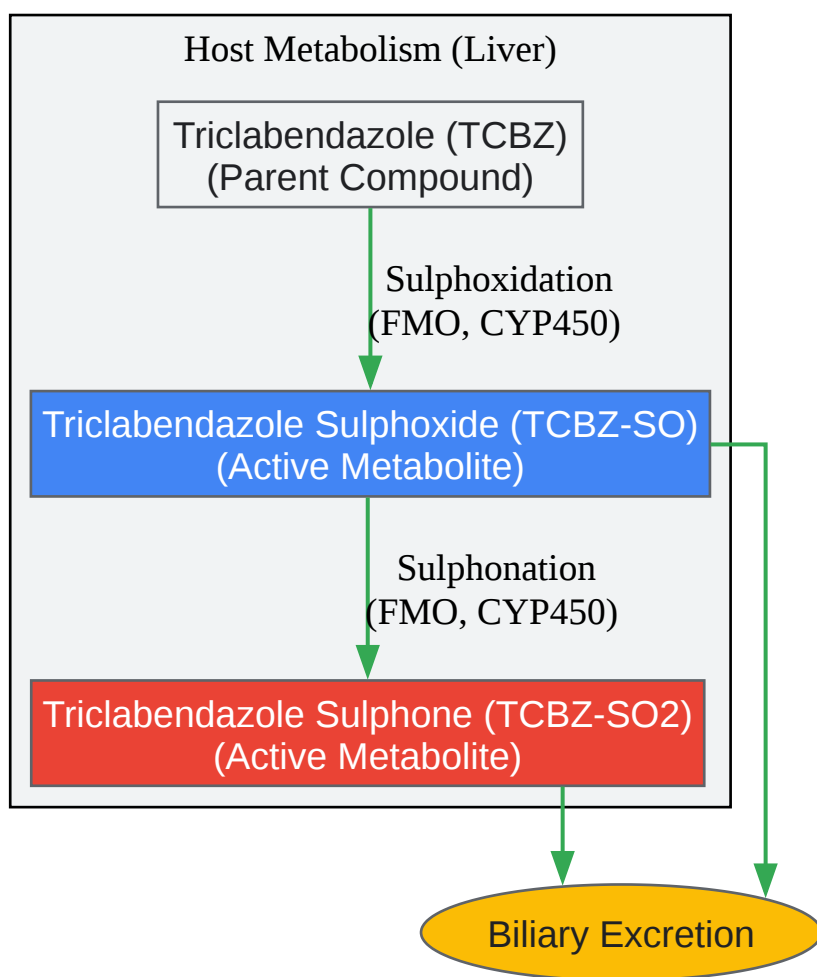 Host Metabolism (Liver)
Triclabendazole (TCBZ)
(Parent Compound)
Sulphoxidation
(FMO, CYP450)
Triclabendazole Sulphoxide (TCBZ-SO)
(Active Metabolite)
Sulphonation
(FMO, CYP450)
Triclabendazole Sulphone (TCBZ-SO2)
(Active Metabolite)
Biliary Excretion